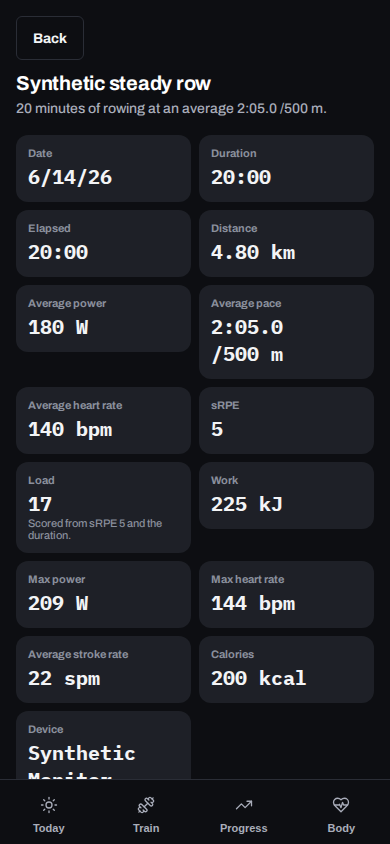 Back
Synthetic steady row
20 minutes of rowing at an average 2:05.0 /500 m.
Date
6/14/26
Duration
20:00
Elapsed
20:00
Distance
4.80 km
Average power
180 W
Average pace
2:05.0
/500 m
Average heart rate
140 bpm
sRPE
5
Load
17
Scored from sRPE 5 and the
duration.
Work
225 kJ
Max power
209 W
Max heart rate
144 bpm
Average stroke rate
22 spm
Calories
200 kcal
Device
Synthetic
Monitor
Today
Train
Progress
Body